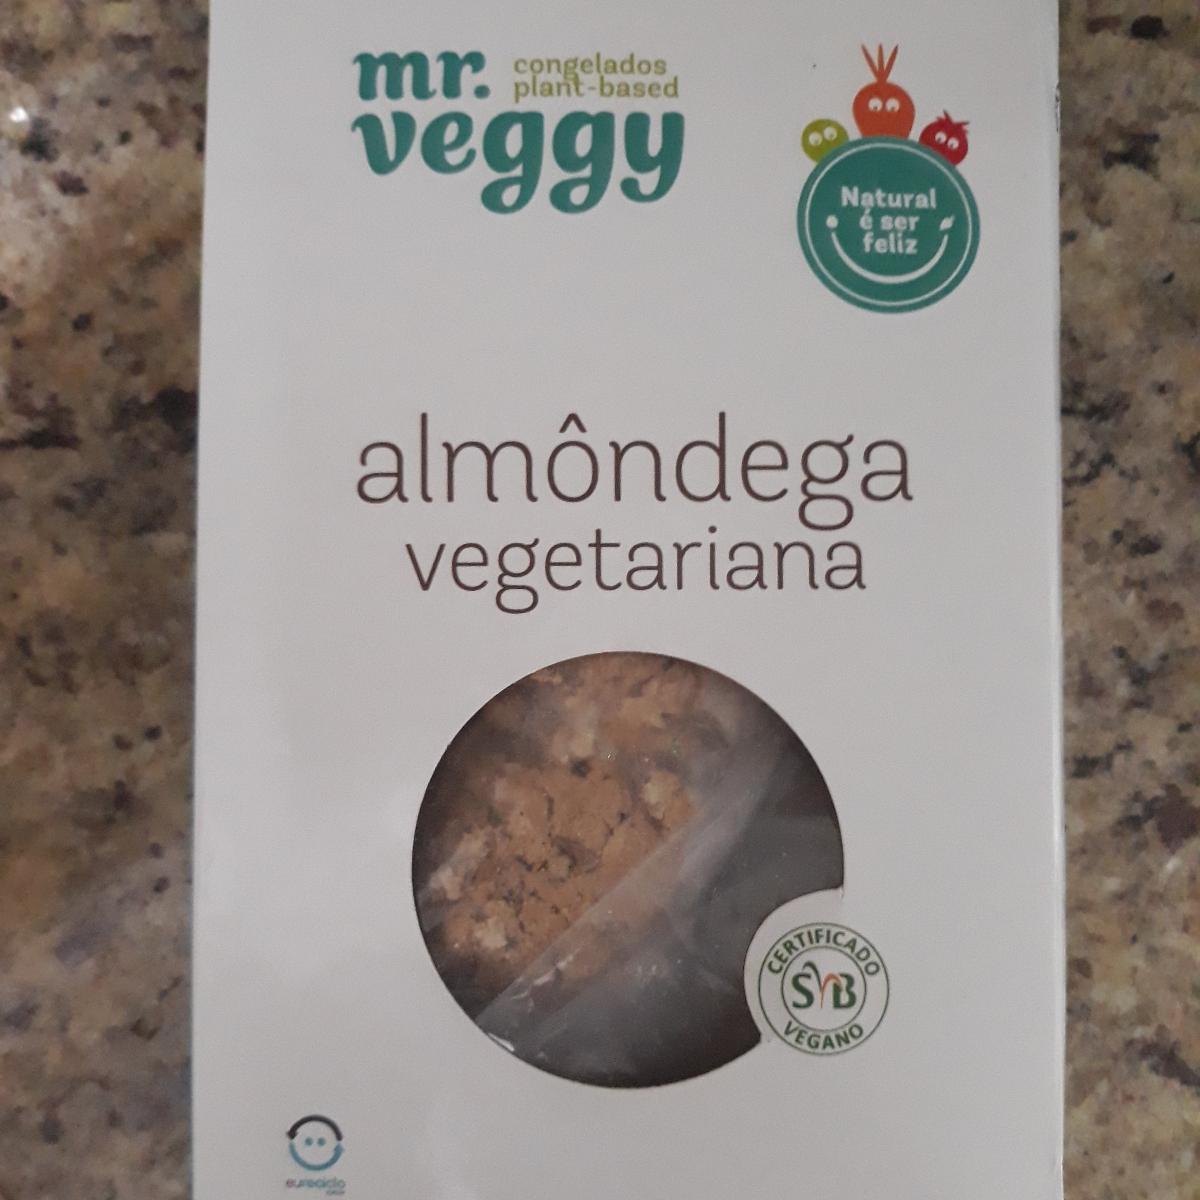 mr.
congelados
plant-based
veggy
Natural
é ser
feliz
almôndega
vegetariana
CERTIFICADO
SVB
VEGANO
eureciclo